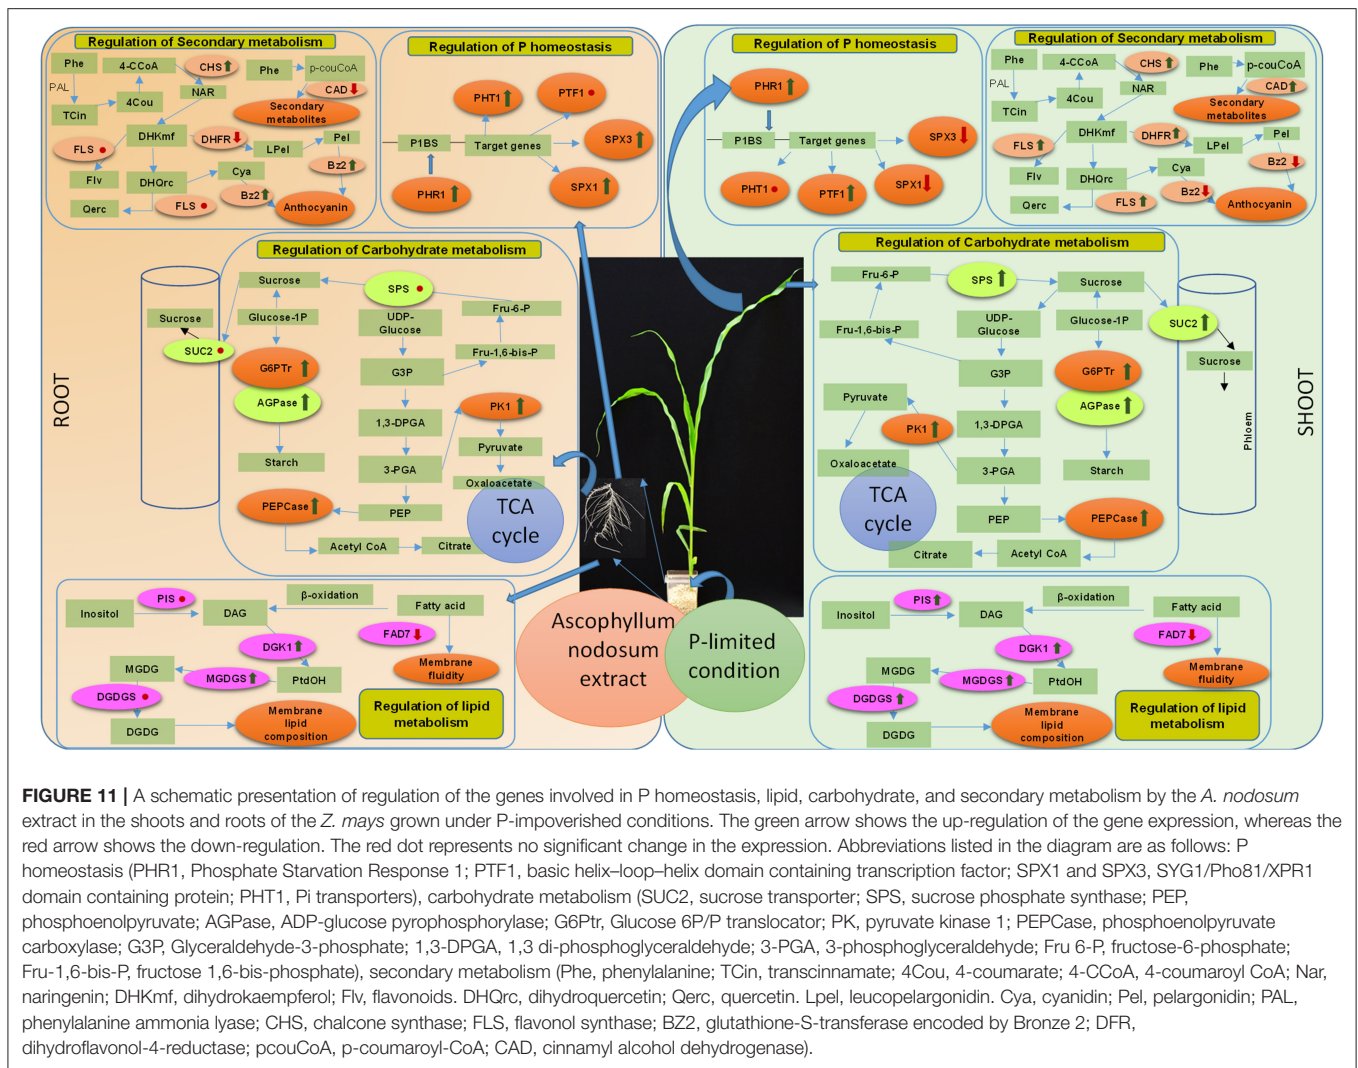 Regulation of Secondary metabolism
Phe
PAL
TCin
4-CCoA
4Cou
CHS
NAR
Phe
p-couCoA
CAD
Secondary
metabolites
FLS
DHKmf
DHFR
LPel
Pel
Flv
DHQrc
Cya
Bz2
Bz2
Qerc
FLS
Anthocyanin
Regulation of P homeostasis
PHT1
PTF1
P1BS
Target genes
SPX3
PHR1
SPX1
Regulation of P homeostasis
PHR1
P1BS
Target genes
SPX3
PHT1
PTF1
SPX1
Regulation of Secondary metabolism
Phe
PAL
TCin
4-CCoA
4Cou
CHS
NAR
Phe
p-couCoA
CAD
Secondary
metabolites
FLS
DHKmf
DHFR
LPel
Pel
Flv
DHQrc
Cya
Bz2
Bz2
Qerc
FLS
Anthocyanin
ROOT
Regulation of Carbohydrate metabolism
Sucrose
SUC2
Sucrose
Glucose-1P
G6PTr
AGPase
Starch
SPS
UDP-
Glucose
Fru-6-P
Fru-1,6-bis-P
G3P
1,3-DPGA
PK1
3-PGA
Pyruvate
Oxaloacetate
PEPCase
PEP
TCA
cycle
Acetyl CoA
Citrate
Regulation of Carbohydrate metabolism
Fru-6-P
SPS
Sucrose
Fru-1,6-bis-P
UDP-
Glucose
Glucose-1P
SUC2
Sucrose
Phloem
G3P
G6PTr
AGPase
Pyruvate
PK1
1,3-DPGA
Oxaloacetate
3-PGA
Starch
TCA
cycle
PEP
PEPCase
Citrate
Acetyl CoA
SHOOT
Inositol
PIS
DAG
β-oxidation
Fatty acid
DGK1
FAD7
MGDG
MGDGS
PtdOH
Membrane
fluidity
DGDGS
DGDG
Membrane
lipid
composition
Regulation of lipid
metabolism
Ascophyllum
nodosum
extract
P-limited
condition
Inositol
PIS
DAG
β-oxidation
Fatty acid
DGK1
FAD7
MGDG
MGDGS
PtdOH
Membrane
fluidity
DGDGS
DGDG
Membrane
lipid
composition
Regulation of lipid
metabolism
FIGURE 11 | A schematic presentation of regulation of the genes involved in P homeostasis, lipid, carbohydrate, and secondary metabolism by the A. nodosum
extract in the shoots and roots of the Z. mays grown under P-impoverished conditions. The green arrow shows the up-regulation of the gene expression, whereas the
red arrow shows the down-regulation. The red dot represents no significant change in the expression. Abbreviations listed in the diagram are as follows: P
homeostasis (PHR1, Phosphate Starvation Response 1; PTF1, basic helix–loop–helix domain containing transcription factor; SPX1 and SPX3, SYG1/Pho81/XPR1
domain containing protein; PHT1, Pi transporters), carbohydrate metabolism (SUC2, sucrose transporter; SPS, sucrose phosphate synthase; PEP,
phosphoenolpyruvate; AGPase, ADP-glucose pyrophosphorylase; G6Ptr, Glucose 6P/P translocator; PK, pyruvate kinase 1; PEPCase, phosphoenolpyruvate
carboxylase; G3P, Glyceraldehyde-3-phosphate; 1,3-DPGA, 1,3 di-phosphoglyceraldehyde; 3-PGA, 3-phosphoglyceraldehyde; Fru 6-P, fructose-6-phosphate;
Fru-1,6-bis-P, fructose 1,6-bis-phosphate), secondary metabolism (Phe, phenylalanine; TCin, transcinnamate; 4Cou, 4-coumarate; 4-CCoA, 4-coumaroyl CoA; Nar,
naringenin; DHKmf, dihydrokaempferol; Flv, flavonoids. DHQrc, dihydroquercetin; Qerc, quercetin. Lpel, leucopelargonidin. Cya, cyanidin; Pel, pelargonidin; PAL,
phenylalanine ammonia lyase; CHS, chalcone synthase; FLS, flavonol synthase; BZ2, glutathione-S-transferase encoded by Bronze 2; DFR,
dihydroflavonol-4-reductase; pcouCoA, p-coumaroyl-CoA; CAD, cinnamyl alcohol dehydrogenase).